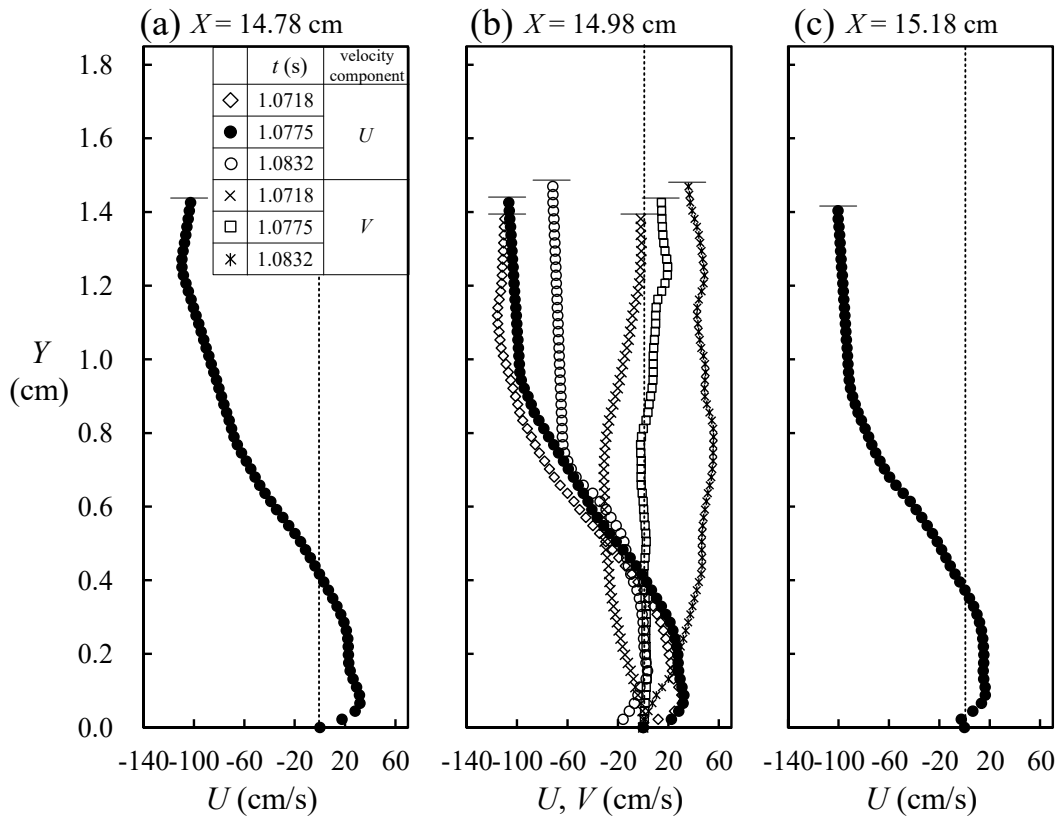 (a) X = 14.78 cm
(b) X = 14.98 cm
(c) X = 15.18 cm
t (s) velocity component
1.0718
1.0775 U
1.0832
1.0718
1.0775 V
1.0832
Y
(cm)
1.8
1.6
1.4
1.2
1.0
0.8
0.6
0.4
0.2
0.0
-140 -100 -60 -20 20 60
-140 -100 -60 -20 20 60
-140 -100 -60 -20 20 60
U (cm/s)
U, V (cm/s)
U (cm/s)